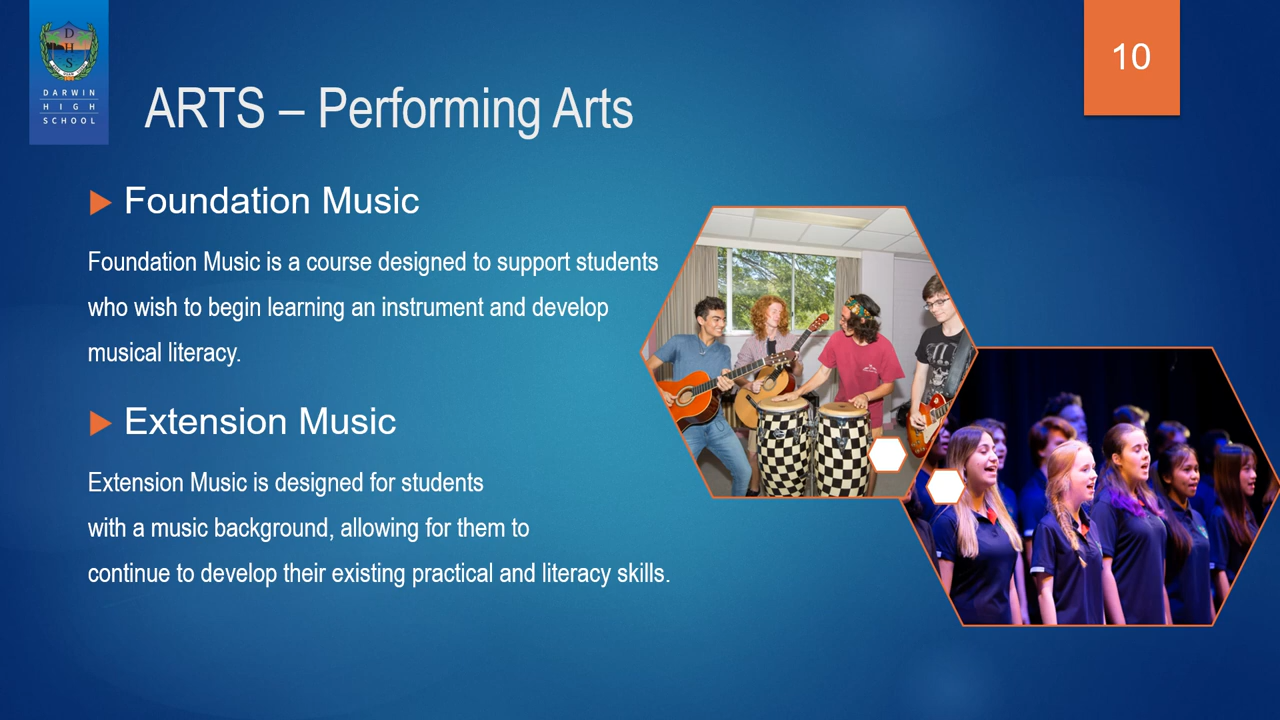 D
H
S
DARWIN
HIGH
SCHOOL
10
ARTS – Performing Arts
Foundation Music
Foundation Music is a course designed to support students
who wish to begin learning an instrument and develop
musical literacy.
Extension Music
Extension Music is designed for students
with a music background, allowing for them to
continue to develop their existing practical and literacy skills.